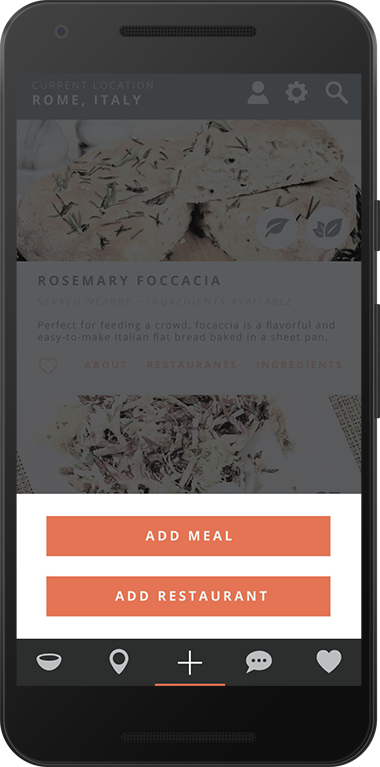 CURRENT LOCATION
ROME, ITALY
ROSEMARY FOCCACIA
SERVED NEARBY • INGREDIENTS AVAILABLE
Perfect for feeding a crowd, focaccia is a flavorful and
easy-to-make Italian flat bread baked in a sheet pan.
ABOUT RESTAURANTS INGREDIENTS
ADD MEAL
ADD RESTAURANT